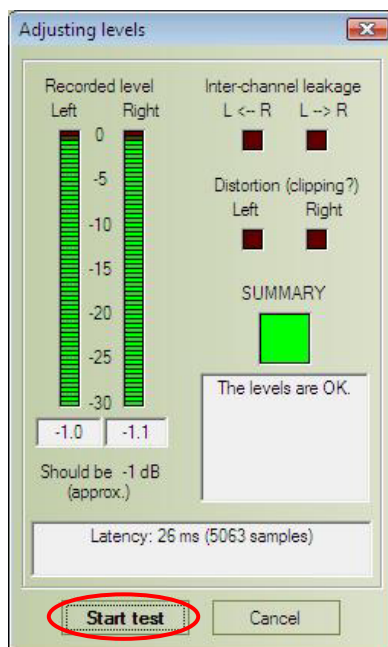 Adjusting levels
Recorded level
Left Right
0
-5
-10
-15
-20
-25
-30
-1.0 -1.1
Should be -1 dB
(approx.)
Inter-channel leakage
L <-- R L --> R
Distortion (clipping?)
Left Right
SUMMARY
The levels are OK.
Latency: 26 ms (5063 samples)
Start test Cancel